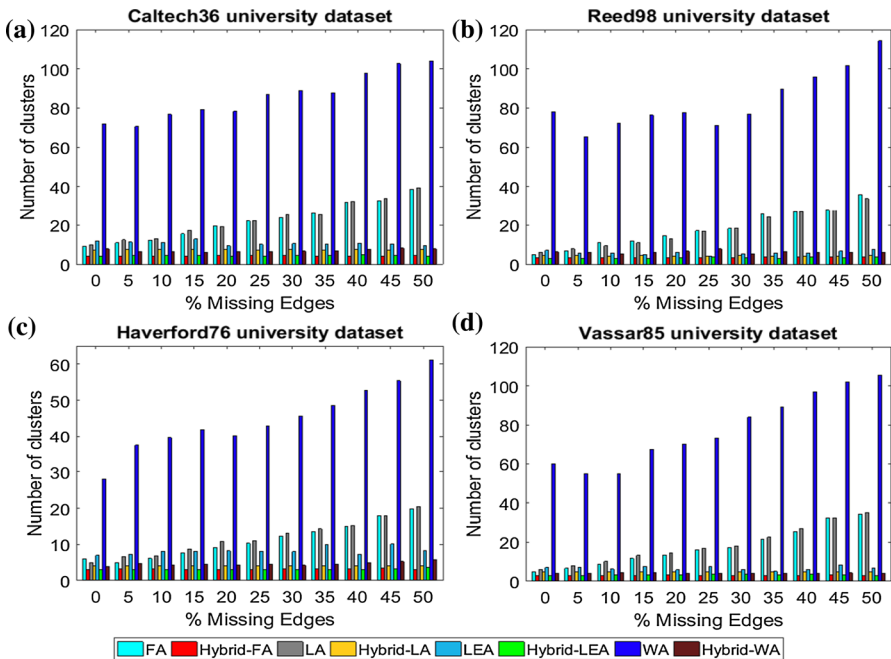 (a)
Caltech36 university dataset
120
100
80
60
40
20
0
Number of clusters
0 5 10 15 20 25 30 35 40 45 50
% Missing Edges
(b)
Reed98 university dataset
120
100
80
60
40
20
0
Number of clusters
0 5 10 15 20 25 30 35 40 45 50
% Missing Edges
(c)
Haverford76 university dataset
60
50
40
30
20
10
0
Number of clusters
0 5 10 15 20 25 30 35 40 45 50
% Missing Edges
(d)
Vassar85 university dataset
120
100
80
60
40
20
0
Number of clusters
0 5 10 15 20 25 30 35 40 45 50
% Missing Edges
FA Hybrid-FA LA Hybrid-LA LEA Hybrid-LEA WA Hybrid-WA